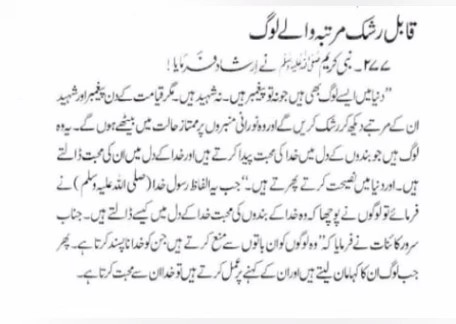 قابل رشک مرتبہ والے لوگ
۲۷۷۔ نبی کریم ﷺ نے ارشاد فرمایا!
”دنیا میں ایسے لوگ بھی ہیں جو نہ تو پیغمبر ہیں۔ نہ شہید ہیں۔ مگر قیامت کے دن پیغمبر اور شہید
ان کے مرتبے دیکھ کر رشک کریں گے اور وہ نورانی منبروں پر ممتاز حالت میں بیٹھے ہوں گے۔ یہ وہ
لوگ ہیں جو بندوں کے دل میں خدا کی محبت پیدا کرتے ہیں اور خدا کے دل میں ان کی محبت ڈالتے
ہیں۔ اور دنیا میں نصیحت کرتے پھرتے ہیں۔“ جب یہ الفاظ رسول خدا (صلی اللہ علیہ وسلم) نے
فرمائے تو لوگوں نے پوچھا کہ وہ خدا کے بندوں کی محبت خدا کے دل میں کیسے ڈالتے ہیں۔ جناب
سرور کائنات نے فرمایا کہ ”وہ لوگوں کو ان باتوں سے منع کرتے ہیں جن کو خدا ناپسند کرتا ہے۔ پھر
جب لوگ ان کا کہا مان لیتے ہیں اور ان کے کہنے پر عمل کرتے ہیں تو خدا ان سے محبت کرتا ہے۔